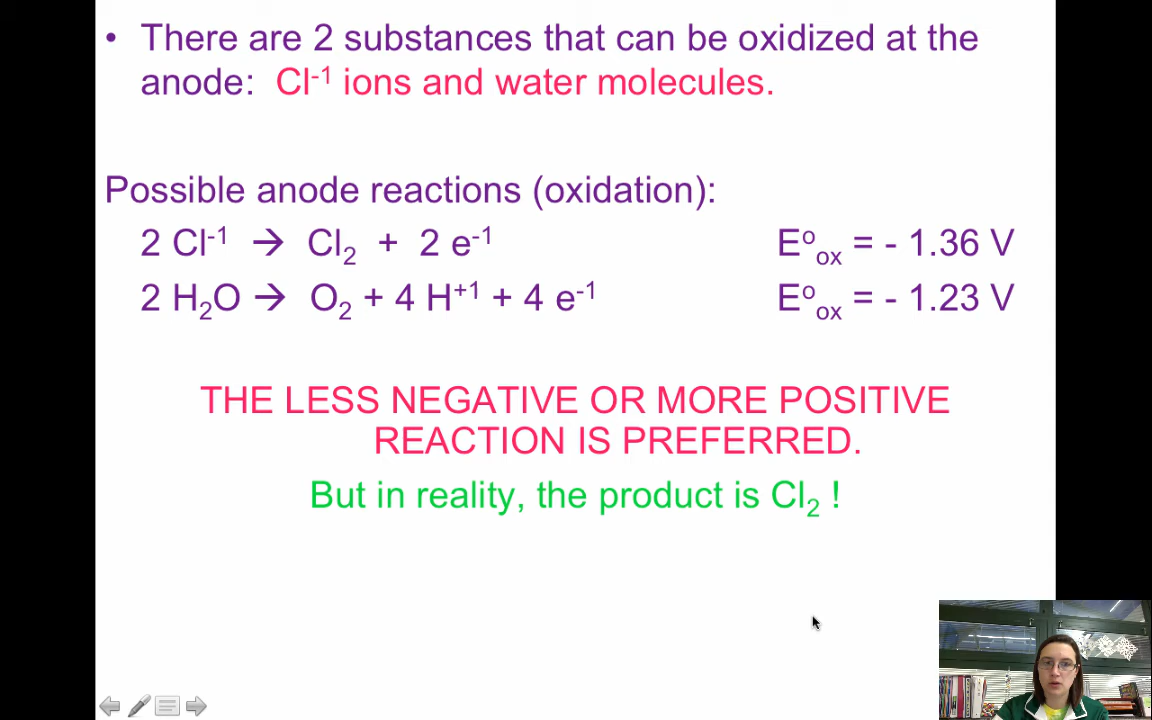 • There are 2 substances that can be oxidized at the
anode: Cl⁻¹ ions and water molecules.
Possible anode reactions (oxidation):
2 Cl⁻¹ → Cl₂ + 2 e⁻¹ Eᵒₒₓ = - 1.36 V
2 H₂O → O₂ + 4 H⁺¹ + 4 e⁻¹ Eᵒₒₓ = - 1.23 V
THE LESS NEGATIVE OR MORE POSITIVE
REACTION IS PREFERRED.
But in reality, the product is Cl₂ !